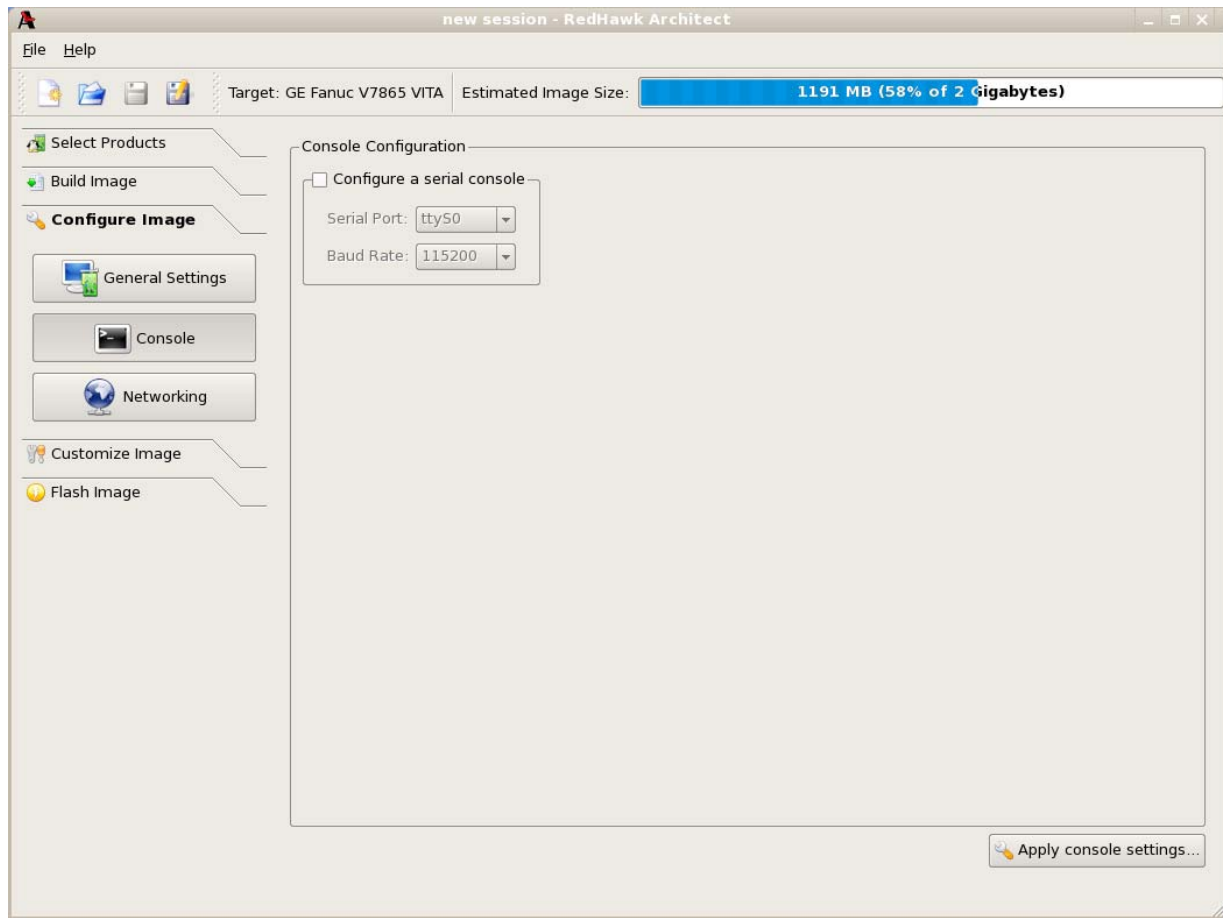 new session - RedHawk Architect
File Help
Target: GE Fanuc V7865 VITA Estimated Image Size: 1191 MB (58% of 2 Gigabytes)
Select Products
Build Image
Configure Image
General Settings
Console
Networking
Customize Image
Flash Image
Console Configuration
Configure a serial console
Serial Port: ttyS0
Baud Rate: 115200
Apply console settings...